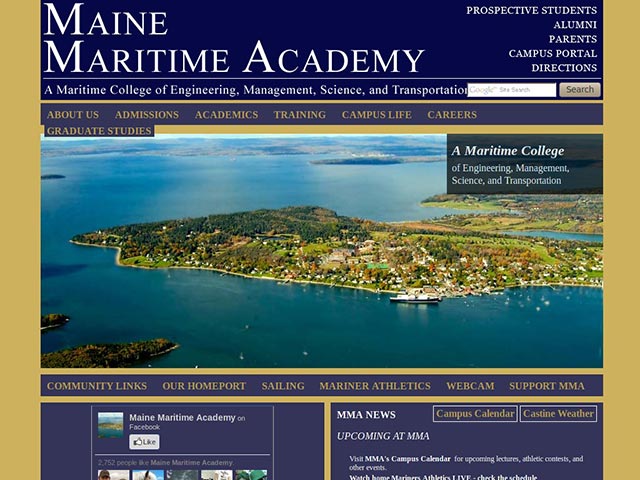 MAINE
MARITIME ACADEMY
A Maritime College of Engineering, Management, Science, and Transportation
PROSPECTIVE STUDENTS
ALUMNI
PARENTS
CAMPUS PORTAL
DIRECTIONS
Google Site Search
Search
ABOUT US ADMISSIONS ACADEMICS TRAINING CAMPUS LIFE CAREERS
GRADUATE STUDIES
A Maritime College
of Engineering, Management,
Science, and Transportation
COMMUNITY LINKS OUR HOMEPORT SAILING MARINER ATHLETICS WEBCAM SUPPORT MMA
Maine Maritime Academy on
Facebook
Like
2,752 people like Maine Maritime Academy.
MMA NEWS
Campus Calendar
Castine Weather
UPCOMING AT MMA
Visit MMA's Campus Calendar for upcoming lectures, athletic contests, and
other events.
Watch home Mariners Athletics LIVE - check the schedule